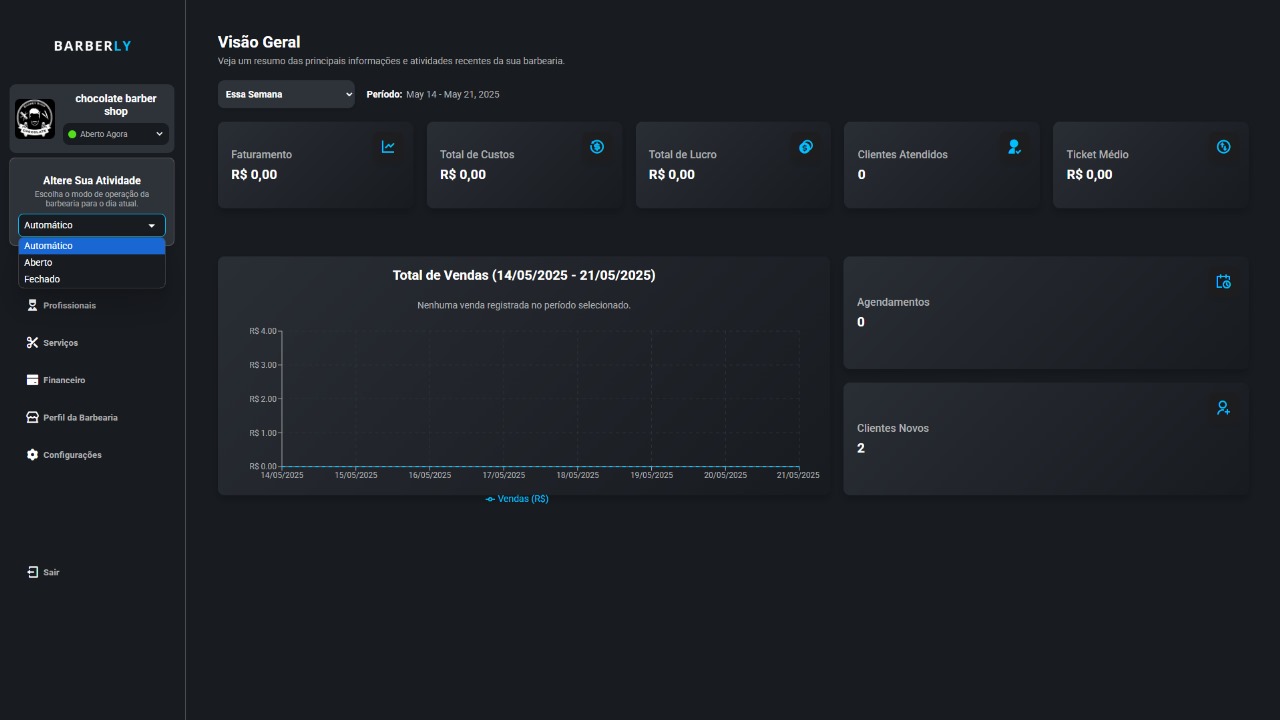 BARBERLY
chocolate barber
shop
Aberto Agora
Altere Sua Atividade
Escolha o modo de operação da
barbearia para o dia atual.
Automático
Automático
Aberto
Fechado
Profissionais
Serviços
Financeiro
Perfil da Barbearia
Configurações
Sair
Visão Geral
Veja um resumo das principais informações e atividades recentes da sua barbearia.
Essa Semana
Período: May 14 - May 21, 2025
Faturamento
R$ 0,00
Total de Custos
R$ 0,00
Total de Lucro
R$ 0,00
Clientes Atendidos
0
Ticket Médio
R$ 0,00
Total de Vendas (14/05/2025 - 21/05/2025)
Nenhuma venda registrada no período selecionado.
R$ 4.00
R$ 3.00
R$ 2.00
R$ 1.00
R$ 0.00
14/05/2025 15/05/2025 16/05/2025 17/05/2025 18/05/2025 19/05/2025 20/05/2025 21/05/2025
Vendas (R$)
Agendamentos
0
Clientes Novos
2